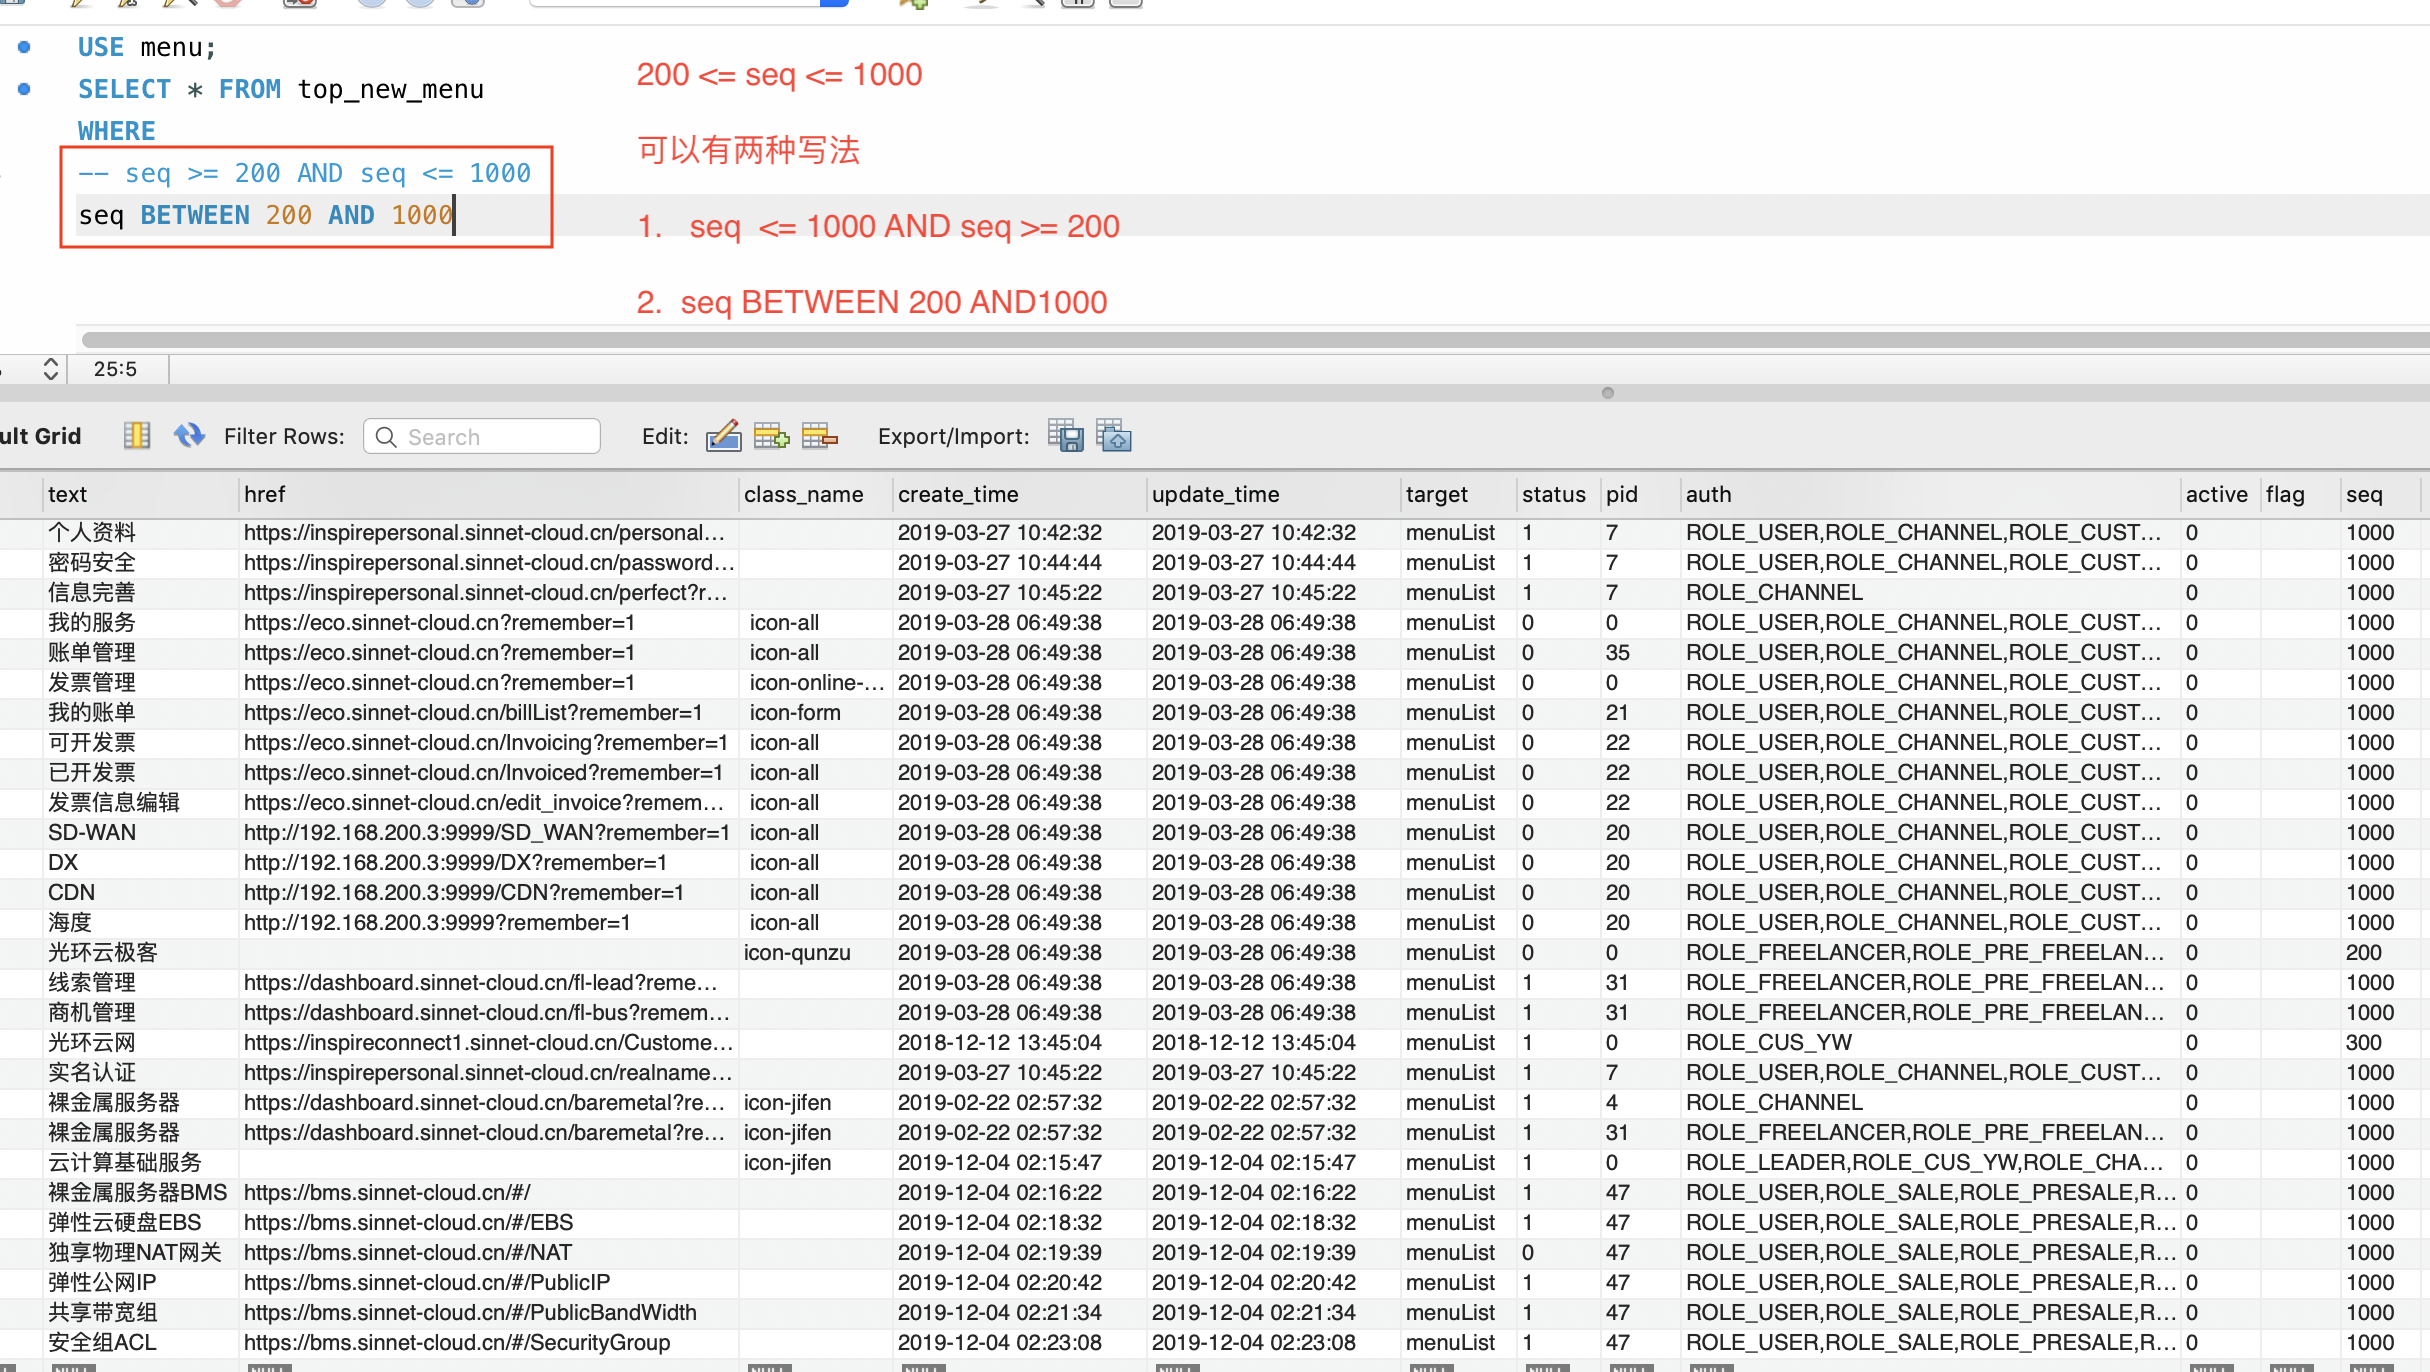 USE menu;
SELECT * FROM top_new_menu
WHERE
-- seq >= 200 AND seq <= 1000
seq BETWEEN 200 AND 1000
200 <= seq <= 1000
可以有两种写法
1. seq <= 1000 AND seq >= 200
2. seq BETWEEN 200 AND1000
25:5
ult Grid Filter Rows: Search Edit: Export/Import:
text href class_name create_time update_time target status pid auth active flag seq
个人资料 https://inspirepersonal.sinnet-cloud.cn/personal... 2019-03-27 10:42:32 2019-03-27 10:42:32 menuList 1 7 ROLE_USER,ROLE_CHANNEL,ROLE_CUST... 0 1000
密码安全 https://inspirepersonal.sinnet-cloud.cn/password... 2019-03-27 10:44:44 2019-03-27 10:44:44 menuList 1 7 ROLE_USER,ROLE_CHANNEL,ROLE_CUST... 0 1000
信息完善 https://inspirepersonal.sinnet-cloud.cn/perfect?r... 2019-03-27 10:45:22 2019-03-27 10:45:22 menuList 1 7 ROLE_CHANNEL 0 1000
我的服务 https://eco.sinnet-cloud.cn?remember=1 icon-all 2019-03-28 06:49:38 2019-03-28 06:49:38 menuList 0 0 ROLE_USER,ROLE_CHANNEL,ROLE_CUST... 0 1000
账单管理 https://eco.sinnet-cloud.cn?remember=1 icon-all 2019-03-28 06:49:38 2019-03-28 06:49:38 menuList 0 35 ROLE_USER,ROLE_CHANNEL,ROLE_CUST... 0 1000
发票管理 https://eco.sinnet-cloud.cn?remember=1 icon-online-... 2019-03-28 06:49:38 2019-03-28 06:49:38 menuList 0 0 ROLE_USER,ROLE_CHANNEL,ROLE_CUST... 0 1000
我的账单 https://eco.sinnet-cloud.cn/billList?remember=1 icon-form 2019-03-28 06:49:38 2019-03-28 06:49:38 menuList 0 21 ROLE_USER,ROLE_CHANNEL,ROLE_CUST... 0 1000
可开发票 https://eco.sinnet-cloud.cn/Invoicing?remember=1 icon-all 2019-03-28 06:49:38 2019-03-28 06:49:38 menuList 0 22 ROLE_USER,ROLE_CHANNEL,ROLE_CUST... 0 1000
已开发票 https://eco.sinnet-cloud.cn/Invoiced?remember=1 icon-all 2019-03-28 06:49:38 2019-03-28 06:49:38 menuList 0 22 ROLE_USER,ROLE_CHANNEL,ROLE_CUST... 0 1000
发票信息编辑 https://eco.sinnet-cloud.cn/edit_invoice?remem... icon-all 2019-03-28 06:49:38 2019-03-28 06:49:38 menuList 0 22 ROLE_USER,ROLE_CHANNEL,ROLE_CUST... 0 1000
SD-WAN http://192.168.200.3:9999/SD_WAN?remember=1 icon-all 2019-03-28 06:49:38 2019-03-28 06:49:38 menuList 0 20 ROLE_USER,ROLE_CHANNEL,ROLE_CUST... 0 1000
DX http://192.168.200.3:9999/DX?remember=1 icon-all 2019-03-28 06:49:38 2019-03-28 06:49:38 menuList 0 20 ROLE_USER,ROLE_CHANNEL,ROLE_CUST... 0 1000
CDN http://192.168.200.3:9999/CDN?remember=1 icon-all 2019-03-28 06:49:38 2019-03-28 06:49:38 menuList 0 20 ROLE_USER,ROLE_CHANNEL,ROLE_CUST... 0 1000
海度 http://192.168.200.3:9999?remember=1 icon-all 2019-03-28 06:49:38 2019-03-28 06:49:38 menuList 0 20 ROLE_USER,ROLE_CHANNEL,ROLE_CUST... 0 1000
光环云极客 icon-qunzu 2019-03-28 06:49:38 2019-03-28 06:49:38 menuList 0 0 ROLE_FREELANCER,ROLE_PRE_FREELAN... 0 200
线索管理 https://dashboard.sinnet-cloud.cn/fl-lead?reme... 2019-03-28 06:49:38 2019-03-28 06:49:38 menuList 1 31 ROLE_FREELANCER,ROLE_PRE_FREELAN... 0 1000
商机管理 https://dashboard.sinnet-cloud.cn/fl-bus?remem... 2019-03-28 06:49:38 2019-03-28 06:49:38 menuList 1 31 ROLE_FREELANCER,ROLE_PRE_FREELAN... 0 1000
光环云网 https://inspireconnect1.sinnet-cloud.cn/Custome... 2018-12-12 13:45:04 2018-12-12 13:45:04 menuList 1 0 ROLE_CUS_YW 0 300
实名认证 https://inspirepersonal.sinnet-cloud.cn/realname... 2019-03-27 10:45:22 2019-03-27 10:45:22 menuList 1 7 ROLE_USER,ROLE_CHANNEL,ROLE_CUST... 0 1000
裸金属服务器 https://dashboard.sinnet-cloud.cn/baremetal?re... icon-jifen 2019-02-22 02:57:32 2019-02-22 02:57:32 menuList 1 4 ROLE_CHANNEL 0 1000
裸金属服务器 https://dashboard.sinnet-cloud.cn/baremetal?re... icon-jifen 2019-02-22 02:57:32 2019-02-22 02:57:32 menuList 1 31 ROLE_FREELANCER,ROLE_PRE_FREELAN... 0 1000
云计算基础服务 icon-jifen 2019-12-04 02:15:47 2019-12-04 02:15:47 menuList 1 0 ROLE_LEADER,ROLE_CUS_YW,ROLE_CHA... 0 1000
裸金属服务器BMS https://bms.sinnet-cloud.cn/#/ 2019-12-04 02:16:22 2019-12-04 02:16:22 menuList 1 47 ROLE_USER,ROLE_SALE,ROLE_PRESALE,R... 0 1000
弹性云硬盘EBS https://bms.sinnet-cloud.cn/#/EBS 2019-12-04 02:18:32 2019-12-04 02:18:32 menuList 1 47 ROLE_USER,ROLE_SALE,ROLE_PRESALE,R... 0 1000
独享物理NAT网关 https://bms.sinnet-cloud.cn/#/NAT 2019-12-04 02:19:39 2019-12-04 02:19:39 menuList 0 47 ROLE_USER,ROLE_SALE,ROLE_PRESALE,R... 0 1000
弹性公网IP https://bms.sinnet-cloud.cn/#/PublicIP 2019-12-04 02:20:42 2019-12-04 02:20:42 menuList 1 47 ROLE_USER,ROLE_SALE,ROLE_PRESALE,R... 0 1000
共享带宽组 https://bms.sinnet-cloud.cn/#/PublicBandWidth 2019-12-04 02:21:34 2019-12-04 02:21:34 menuList 1 47 ROLE_USER,ROLE_SALE,ROLE_PRESALE,R... 0 1000
安全组ACL https://bms.sinnet-cloud.cn/#/SecurityGroup 2019-12-04 02:23:08 2019-12-04 02:23:08 menuList 1 47 ROLE_USER,ROLE_SALE,ROLE_PRESALE,R... 0 1000